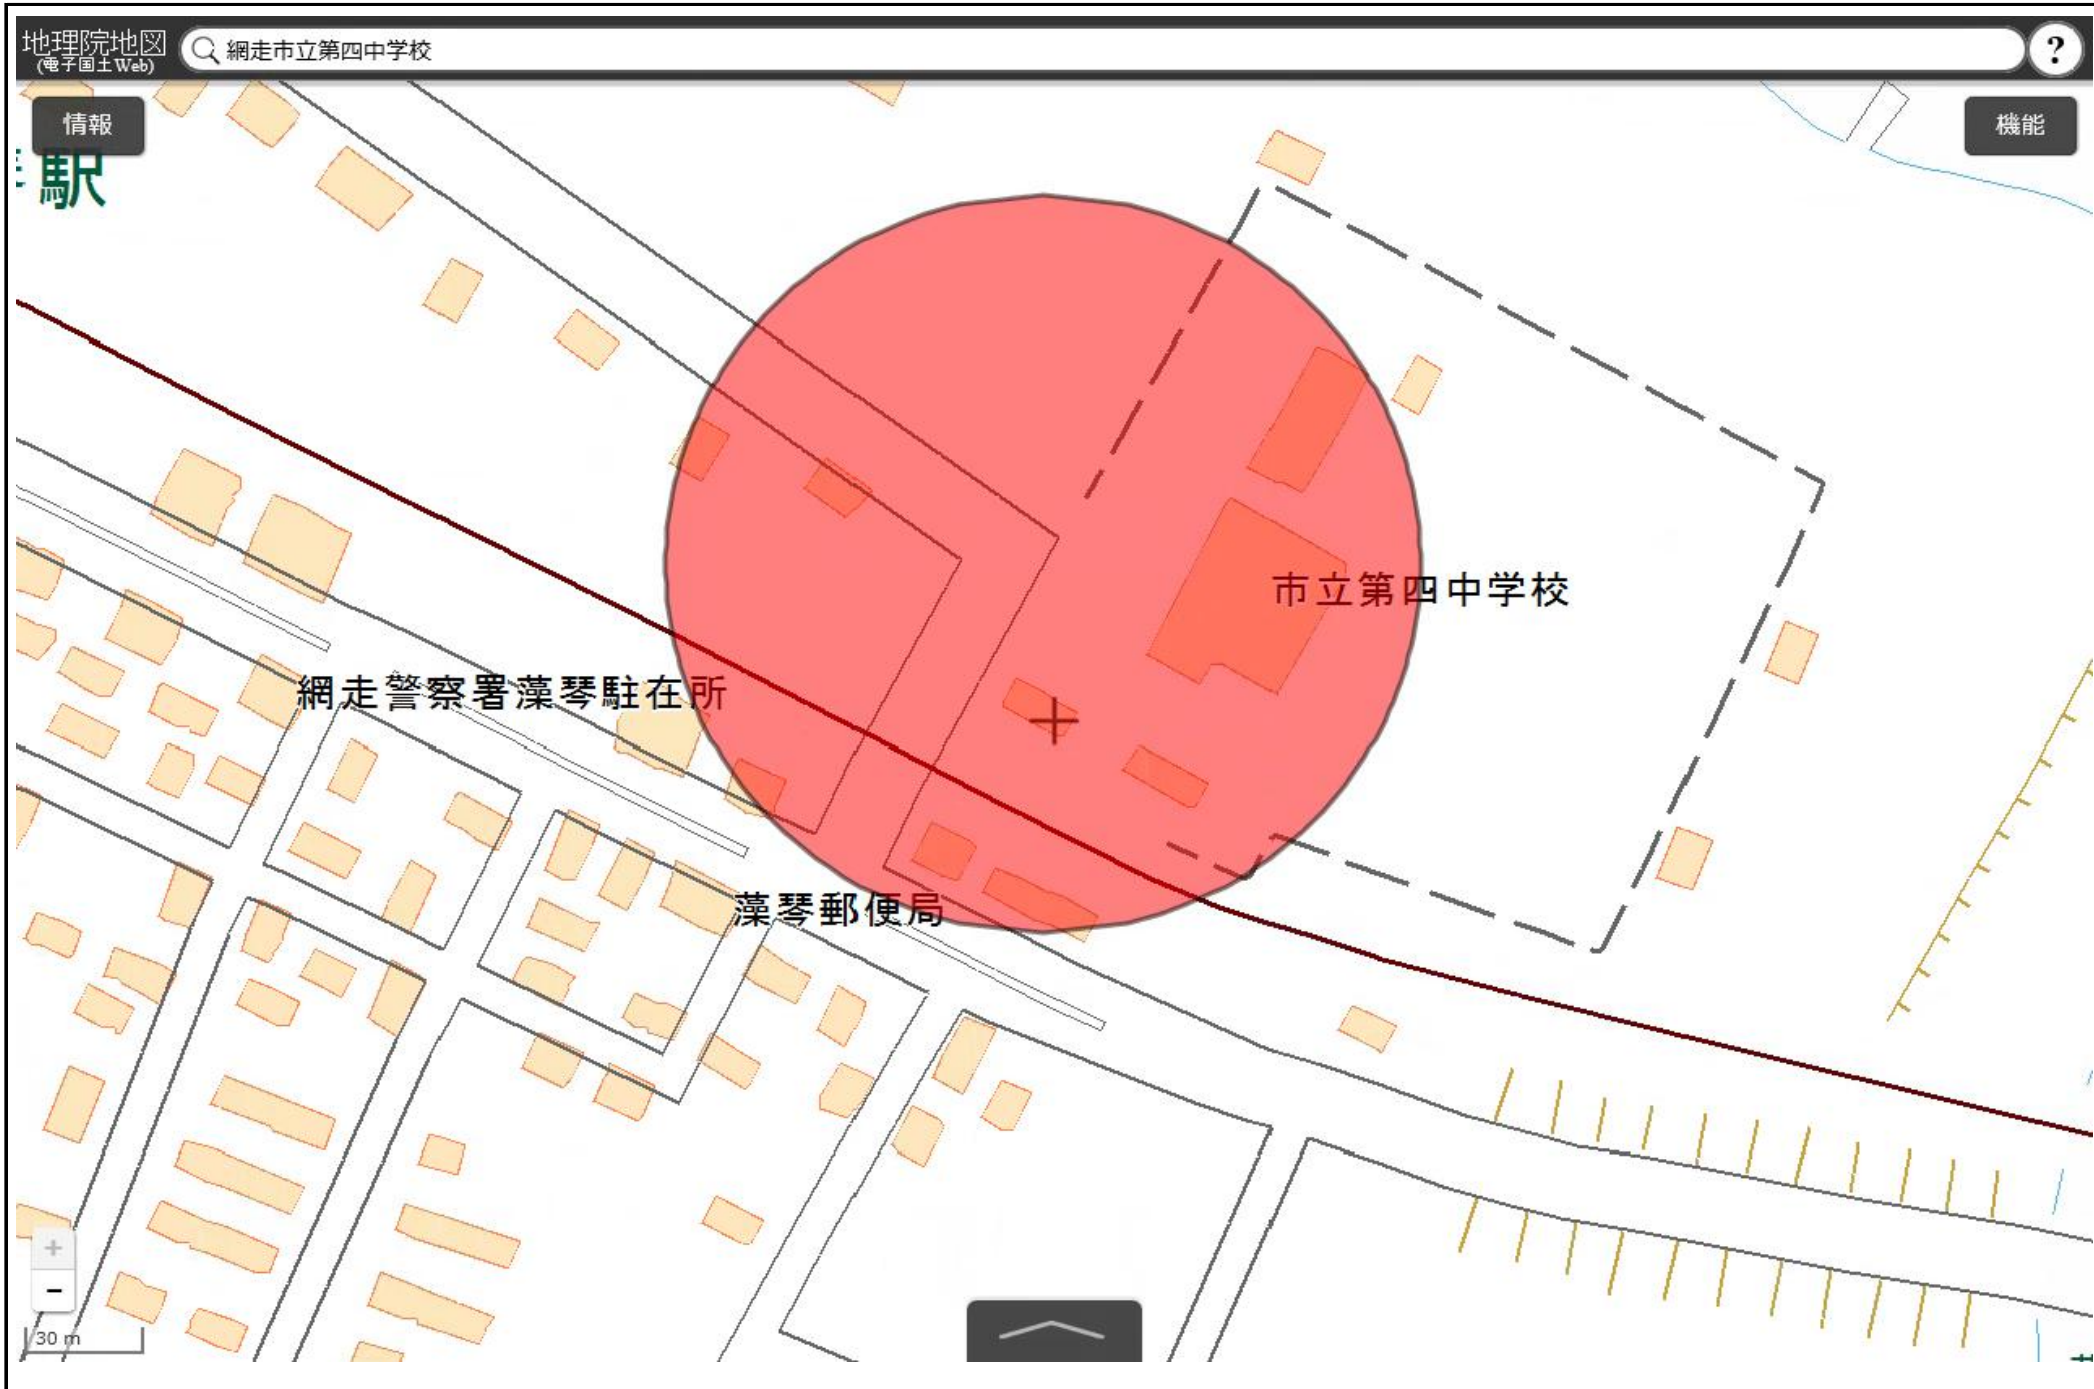 地理院地図
(電子国土Web)
網走市立第四中学校
?
情報
機能
駅
市立第四中学校
網走警察署藻琴駐在所
藻琴郵便局
+
−
30 m